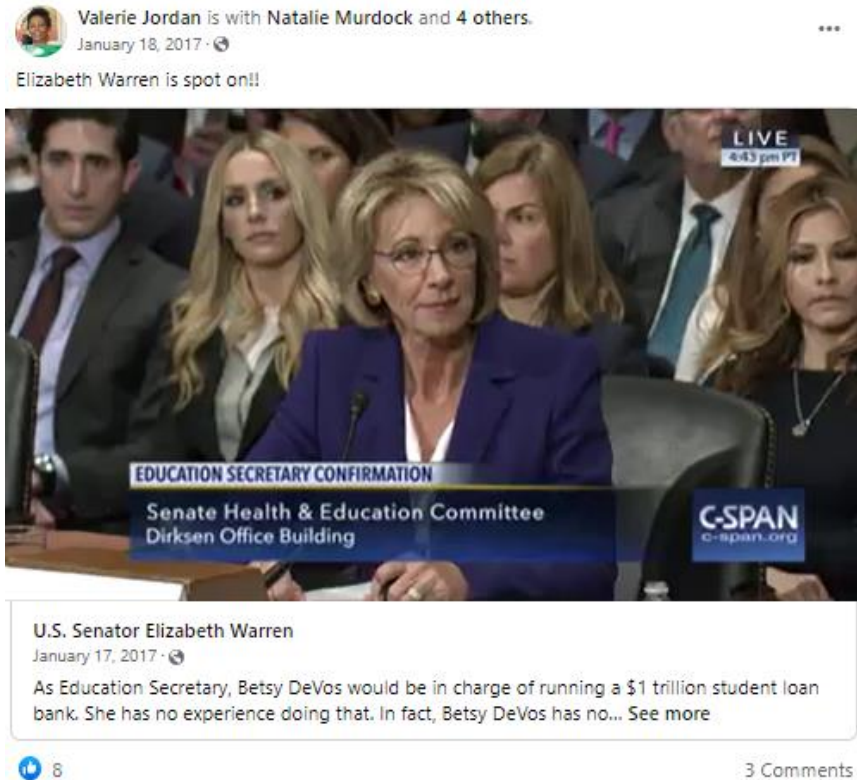 Valerie Jordan is with Natalie Murdock and 4 others.
January 18, 2017 ·
Elizabeth Warren is spot on!!
LIVE
4:43 pm PT
EDUCATION SECRETARY CONFIRMATION
Senate Health & Education Committee
Dirksen Office Building
C-SPAN
c-span.org
U.S. Senator Elizabeth Warren
January 17, 2017 ·
As Education Secretary, Betsy DeVos would be in charge of running a $1 trillion student loan
bank. She has no experience doing that. In fact, Betsy DeVos has no... See more
8
3 Comments